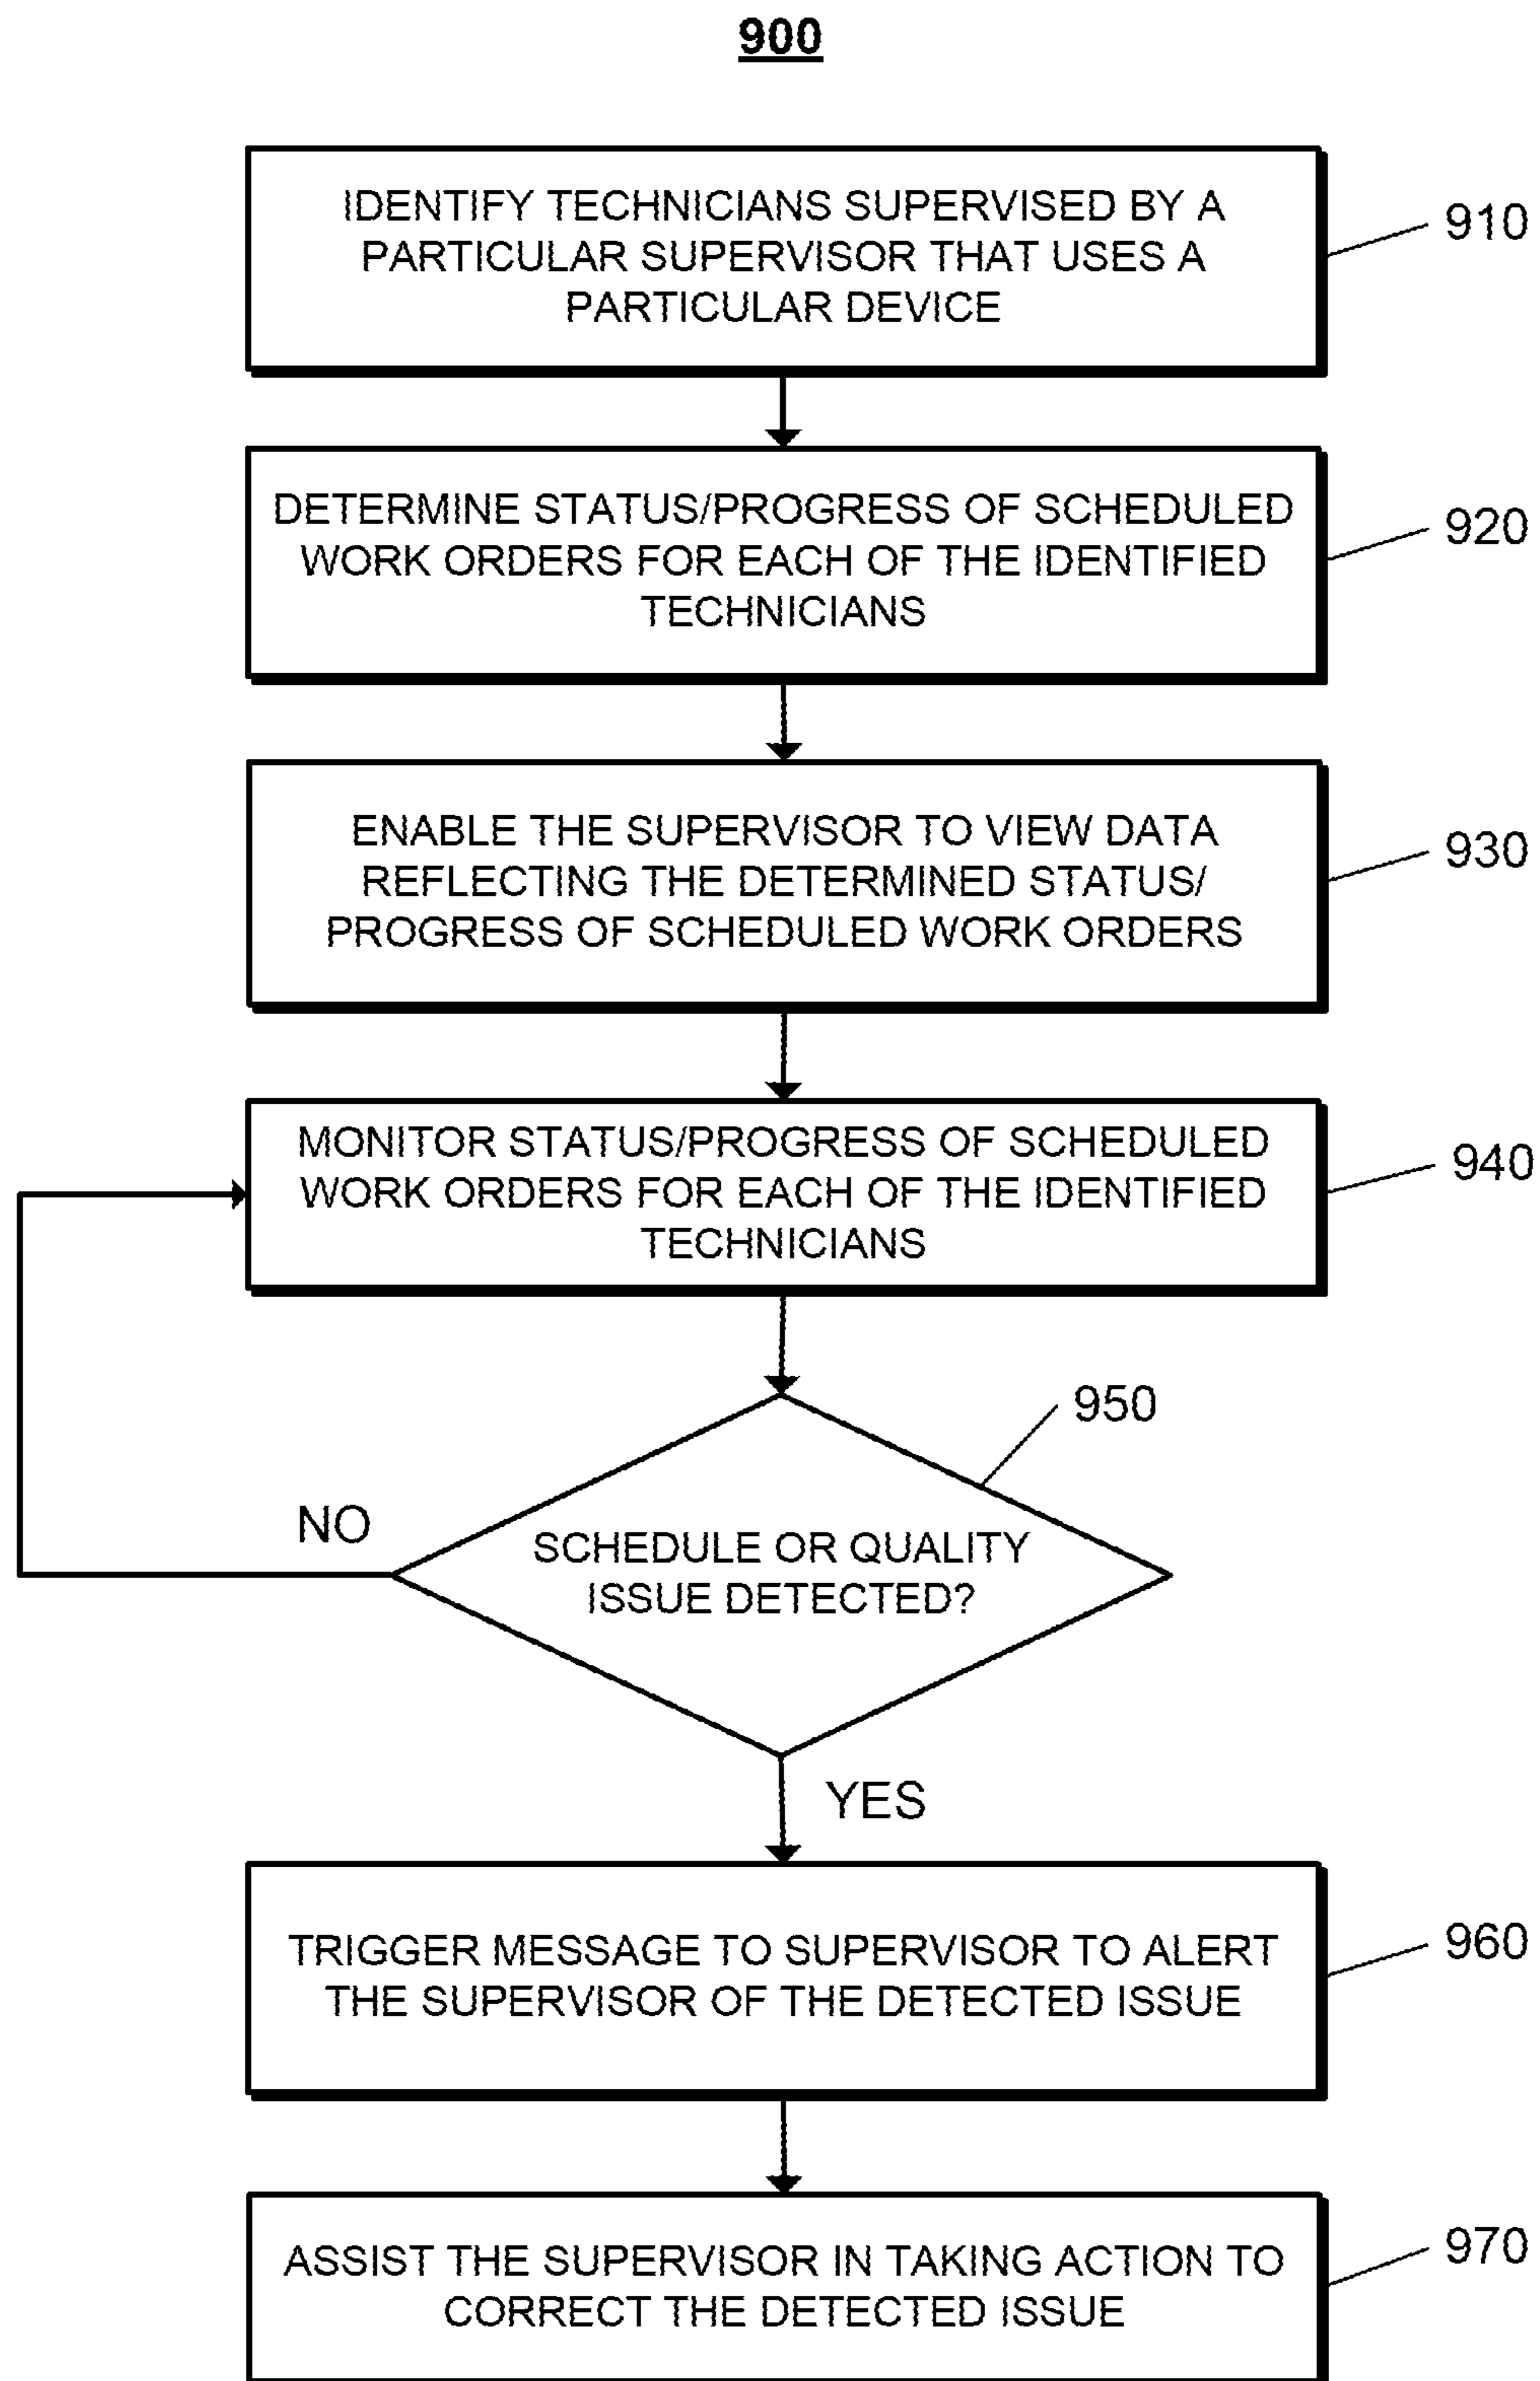 900
IDENTIFY TECHNICIANS SUPERVISED BY A
PARTICULAR SUPERVISOR THAT USES A
PARTICULAR DEVICE
910
DETERMINE STATUS/PROGRESS OF SCHEDULED
WORK ORDERS FOR EACH OF THE IDENTIFIED
TECHNICIANS
920
ENABLE THE SUPERVISOR TO VIEW DATA
REFLECTING THE DETERMINED STATUS/
PROGRESS OF SCHEDULED WORK ORDERS
930
MONITOR STATUS/PROGRESS OF SCHEDULED
WORK ORDERS FOR EACH OF THE IDENTIFIED
TECHNICIANS
940
950
NO
SCHEDULE OR QUALITY
ISSUE DETECTED?
YES
TRIGGER MESSAGE TO SUPERVISOR TO ALERT
THE SUPERVISOR OF THE DETECTED ISSUE
960
ASSIST THE SUPERVISOR IN TAKING ACTION TO
CORRECT THE DETECTED ISSUE
970